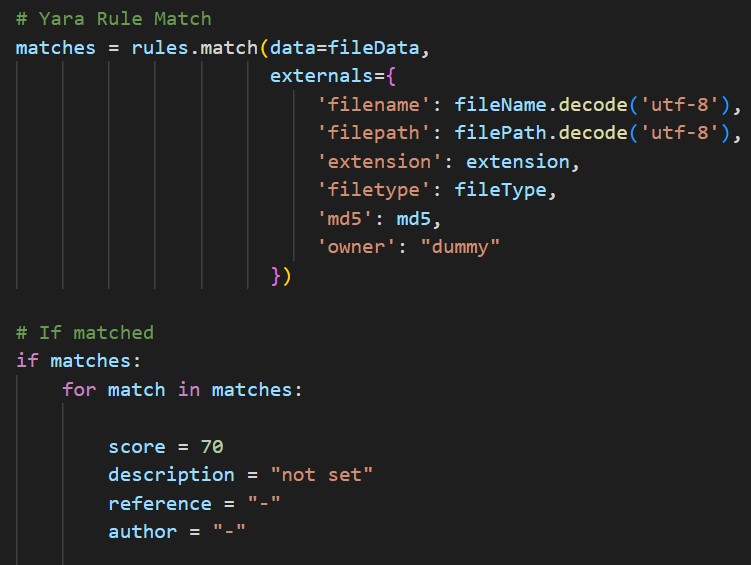 # Yara Rule Match
matches = rules.match(data=fileData,
                      externals={
                          'filename': fileName.decode('utf-8'),
                          'filepath': filePath.decode('utf-8'),
                          'extension': extension,
                          'filetype': fileType,
                          'md5': md5,
                          'owner': "dummy"
                      })

# If matched
if matches:
    for match in matches:

        score = 70
        description = "not set"
        reference = "-"
        author = "-"